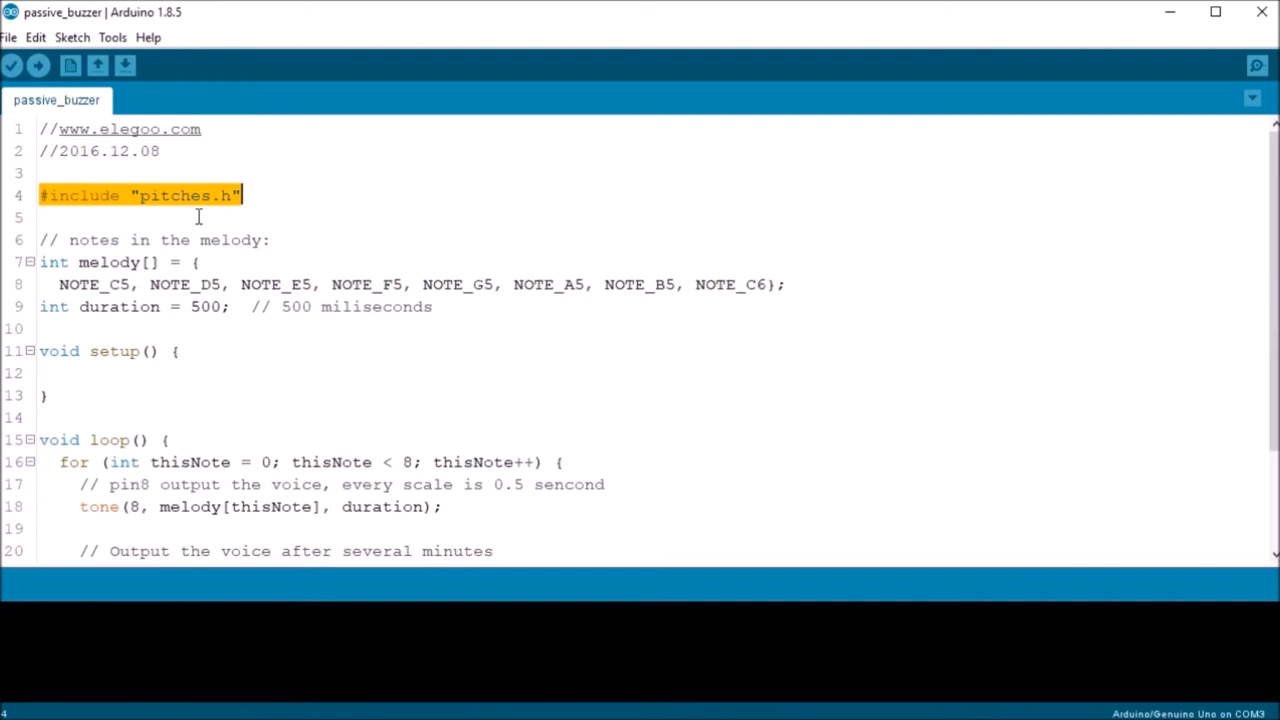 passive_buzzer | Arduino 1.8.5
File Edit Sketch Tools Help
passive_buzzer
1 //www.elegoo.com
2 //2016.12.08
3
4 #include "pitches.h"
5
6 // notes in the melody:
7 int melody[] = {
8 NOTE_C5, NOTE_D5, NOTE_E5, NOTE_F5, NOTE_G5, NOTE_A5, NOTE_B5, NOTE_C6};
9 int duration = 500; // 500 miliseconds
10
11 void setup() {
12
13 }
14
15 void loop() {
16 for (int thisNote = 0; thisNote < 8; thisNote++) {
17 // pin8 output the voice, every scale is 0.5 sencond
18 tone(8, melody[thisNote], duration);
19
20 // Output the voice after several minutes
4 Arduino/Genuino Uno on COM3